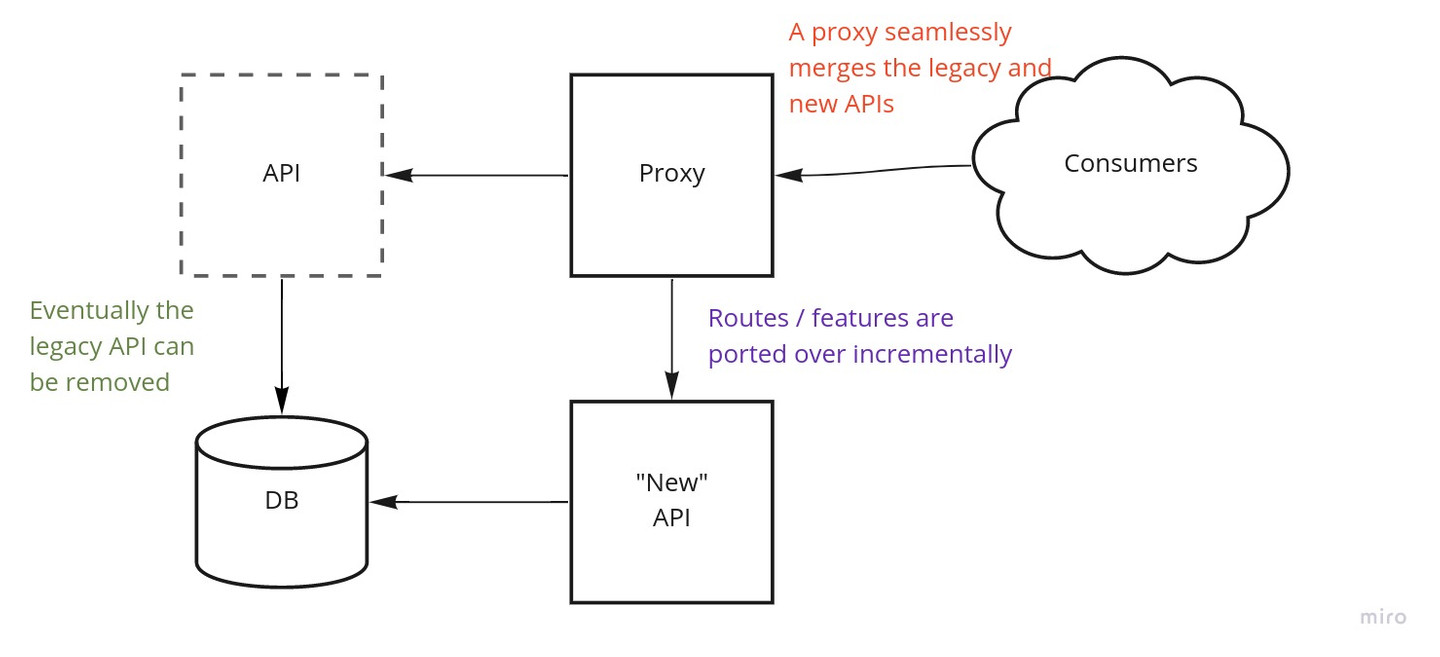 A proxy seamlessly
merges the legacy and
new APIs
API
Proxy
Consumers
Eventually the
legacy API can
be removed
Routes / features are
ported over incrementally
DB
"New"
API
miro